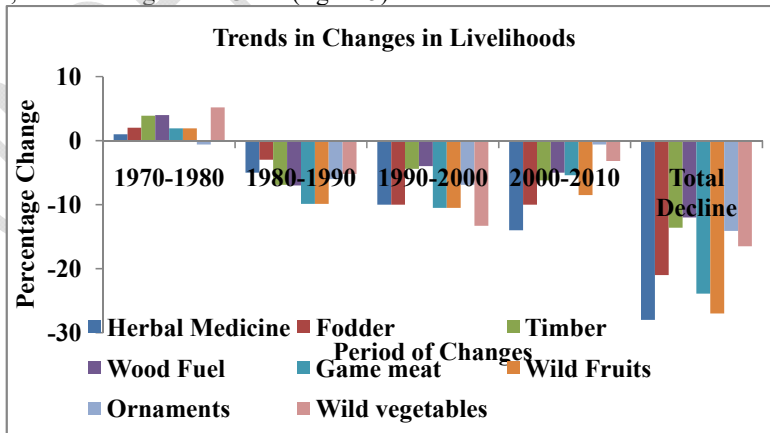 Trends in Changes in Livelihoods
10
0
-10
-20
-30
Percentage Change
1970-1980 1980-1990 1990-2000 2000-2010 Total Decline
Period of Changes
Herbal Medicine Fodder Timber
Wood Fuel Game meat Wild Fruits
Ornaments Wild vegetables